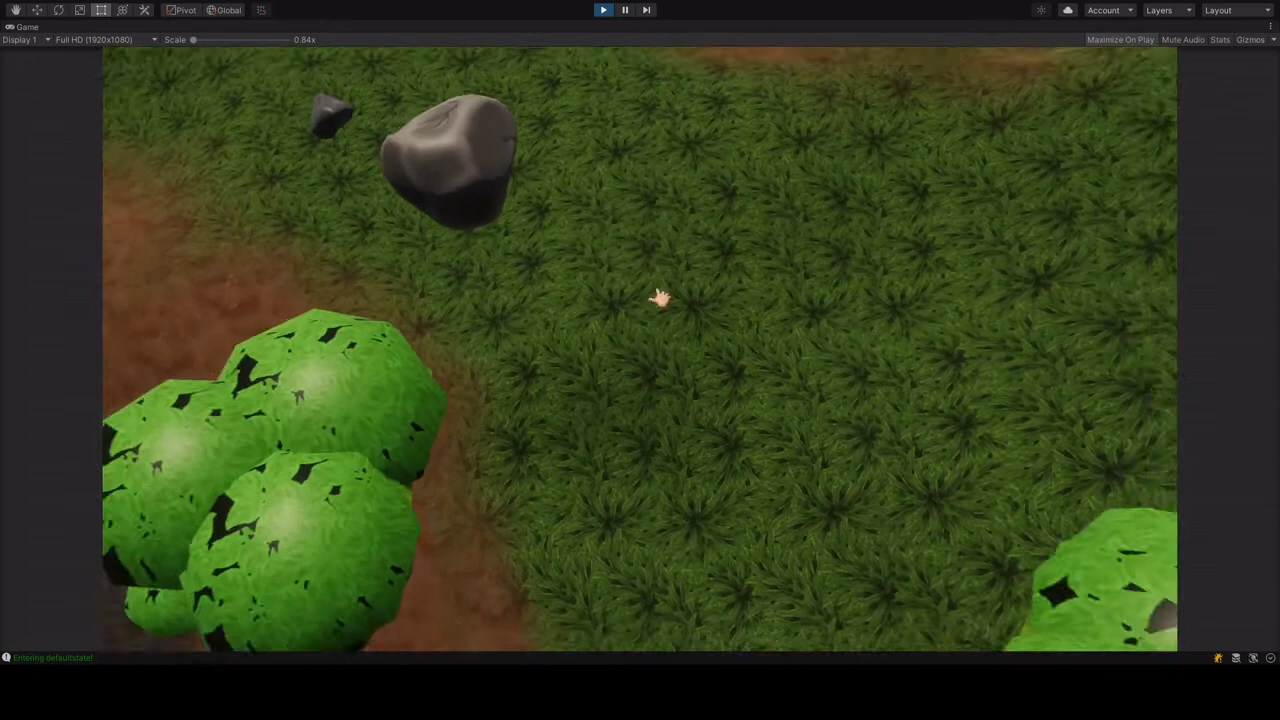 Pivot Global Account Layers Layout
Game
Display 1 Full HD (1920x1080) Scale 0.84x Maximize On Play Mute Audio Stats Gizmos
Entering defaultstate!